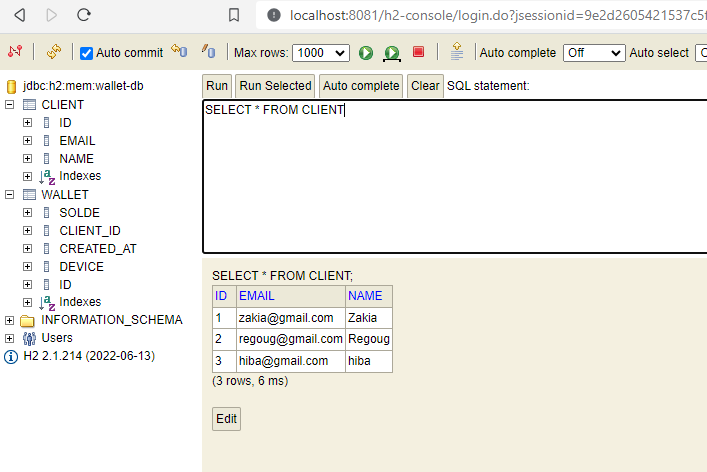 localhost:8081/h2-console/login.do?jsessionid=9e2d2605421537c5f
Auto commit Max rows: 1000 Auto complete Off Auto select
jdbc:h2:mem:wallet-db
CLIENT
ID
EMAIL
NAME
Indexes
WALLET
SOLDE
CLIENT_ID
CREATED_AT
DEVICE
ID
Indexes
INFORMATION_SCHEMA
Users
H2 2.1.214 (2022-06-13)
Run Run Selected Auto complete Clear SQL statement:
SELECT * FROM CLIENT
SELECT * FROM CLIENT;
ID EMAIL NAME
1 zakia@gmail.com Zakia
2 regoug@gmail.com Regoug
3 hiba@gmail.com hiba
(3 rows, 6 ms)
Edit